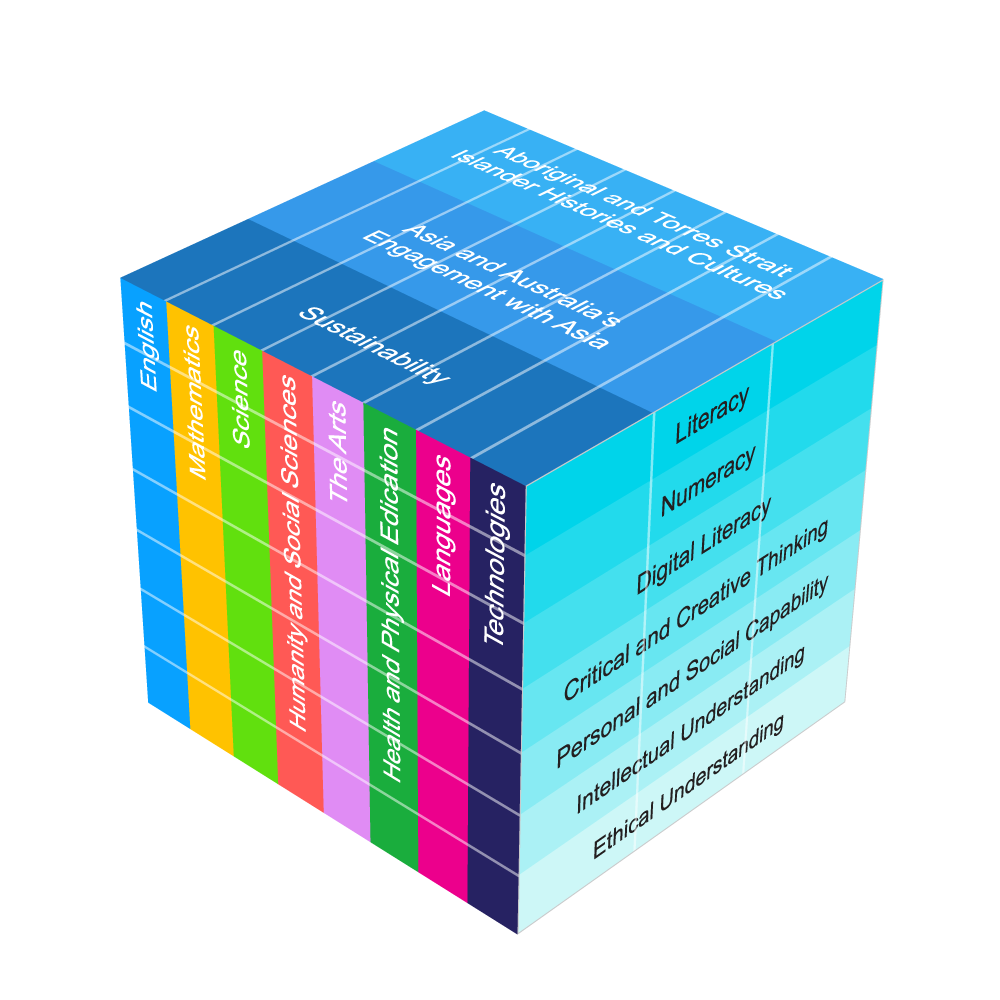 Aboriginal and Torres Strait
Islander Histories and Cultures
Asia and Australia's
Engagement with Asia
Sustainability
English
Mathematics
Science
Humanity and Social Sciences
The Arts
Health and Physical Edication
Languages
Technologies
Literacy
Numeracy
Digital Literacy
Critical and Creative Thinking
Personal and Social Capability
Intellectual Understanding
Ethical Understanding